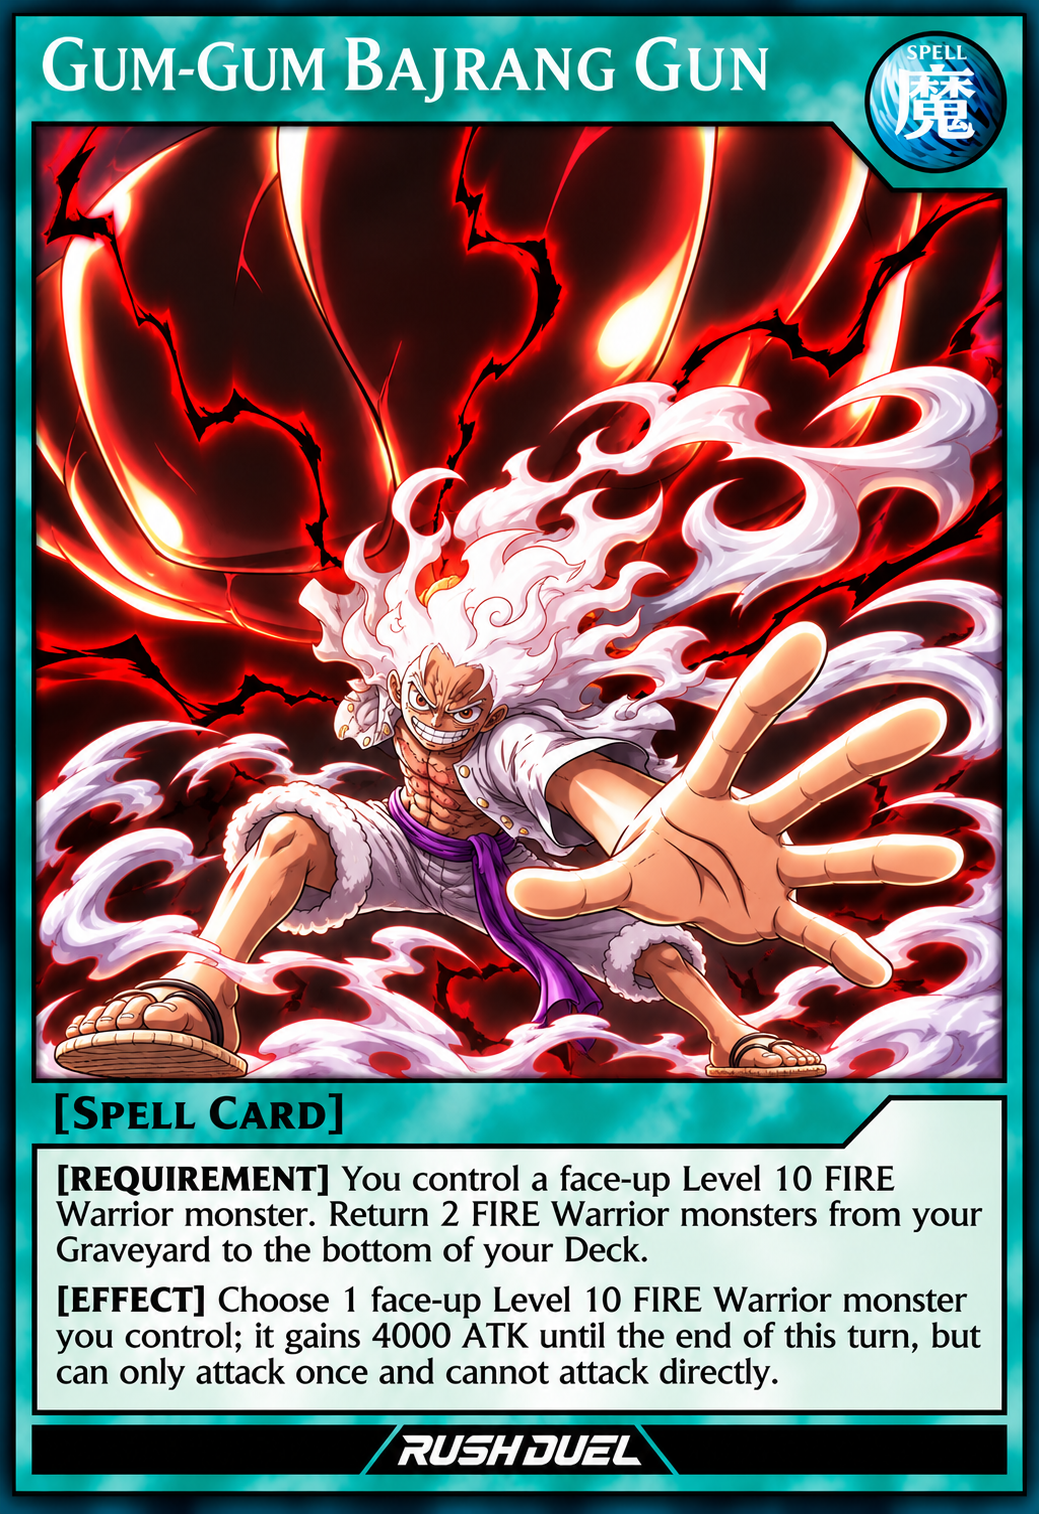 GUM-GUM BAJRANG GUN
SPELL
魔
[SPELL CARD]
[REQUIREMENT] You control a face-up Level 10 FIRE
Warrior monster. Return 2 FIRE Warrior monsters from your
Graveyard to the bottom of your Deck.
[EFFECT] Choose 1 face-up Level 10 FIRE Warrior monster
you control; it gains 4000 ATK until the end of this turn, but
can only attack once and cannot attack directly.
RUSH DUEL